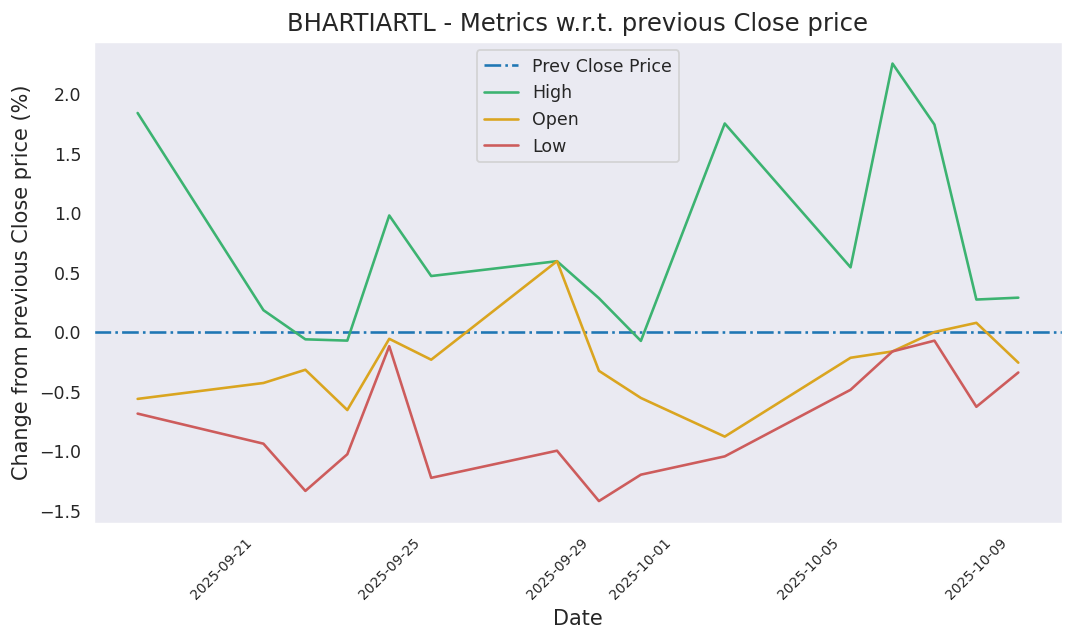 BHARTIARTL - Metrics w.r.t. previous Close price
Prev Close Price
High
Open
Low
Change from previous Close price (%)
2.0
1.5
1.0
0.5
0.0
−0.5
−1.0
−1.5
2025-09-21
2025-09-25
2025-09-29
2025-10-01
2025-10-05
2025-10-09
Date